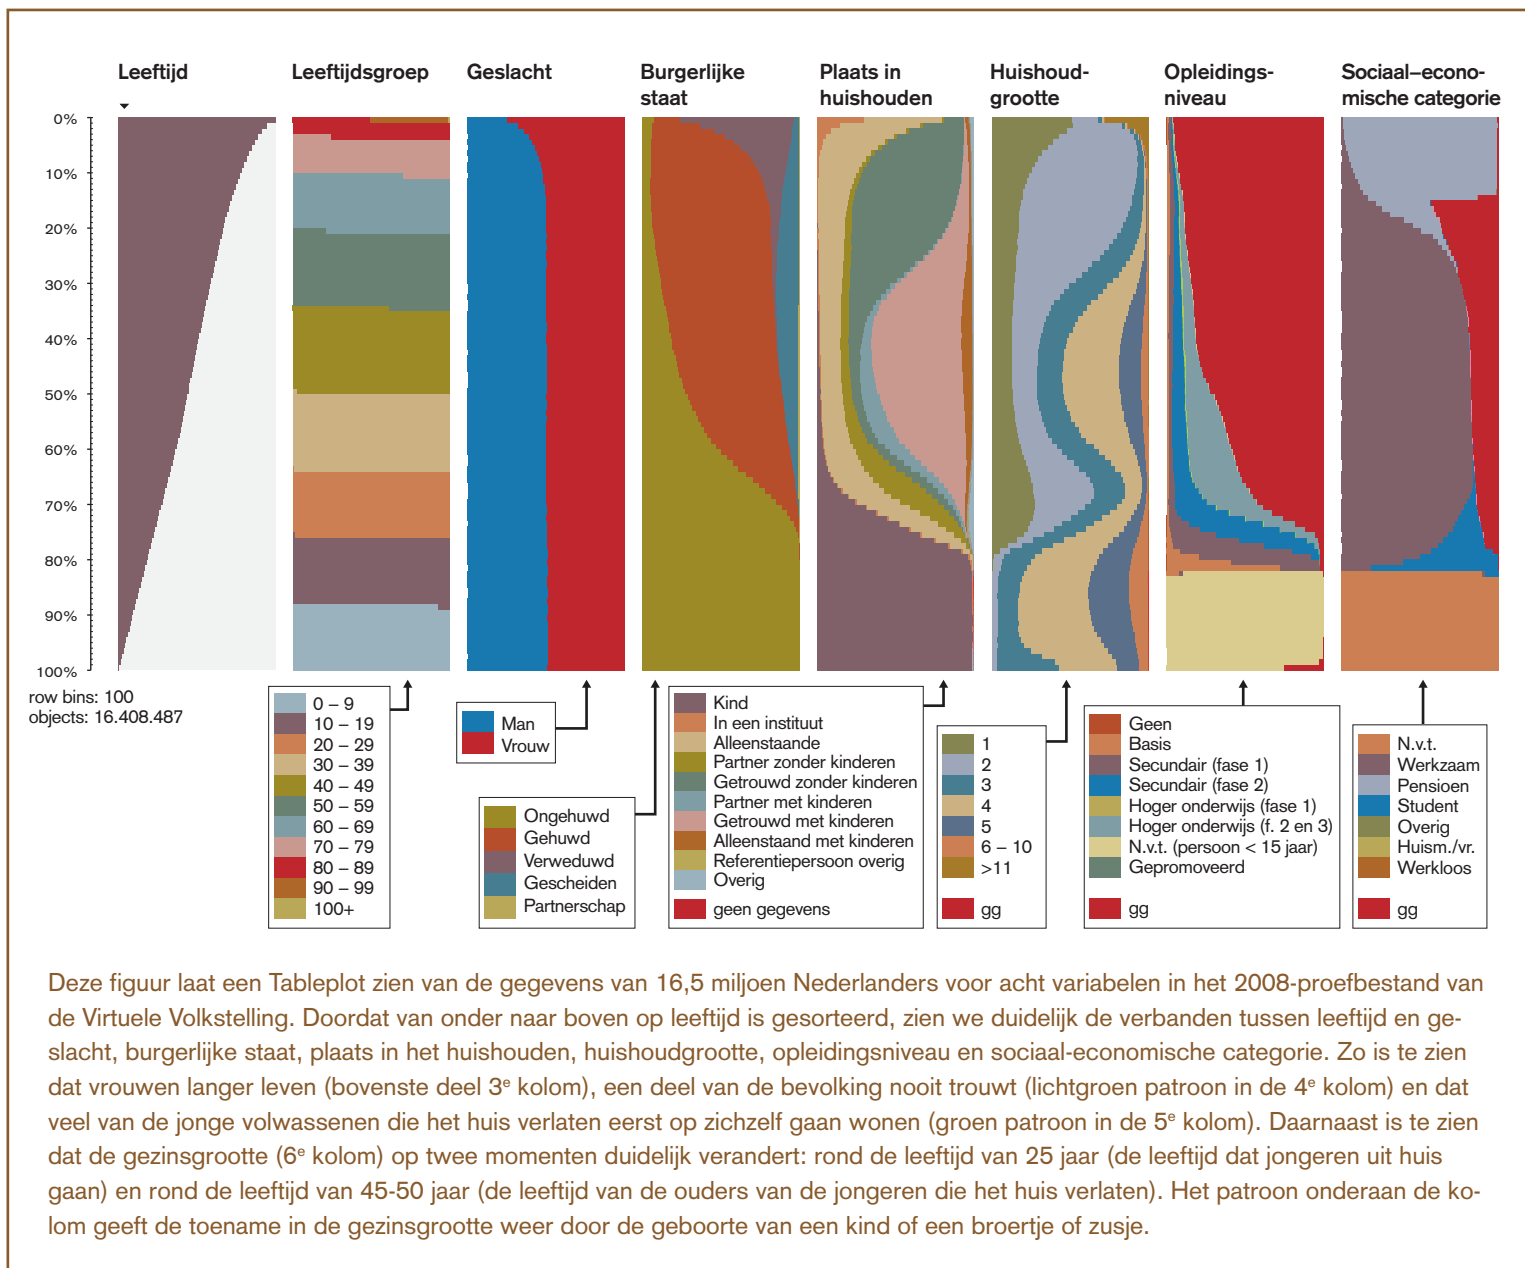 Leeftijd
Leeftijdsgroep
Geslacht
Burgerlijke
staat
Plaats in
huishouden
Huishoud-
grootte
Opleidings-
niveau
Sociaal–econo-
mische categorie
0%
10%
20%
30%
40%
50%
60%
70%
80%
90%
100%
row bins: 100
objects: 16.408.487
0 – 9
10 – 19
20 – 29
30 – 39
40 – 49
50 – 59
60 – 69
70 – 79
80 – 89
90 – 99
100+
Man
Vrouw
Ongehuwd
Gehuwd
Verweduwd
Gescheiden
Partnerschap
Kind
In een instituut
Alleenstaande
Partner zonder kinderen
Getrouwd zonder kinderen
Partner met kinderen
Getrouwd met kinderen
Alleenstaand met kinderen
Referentiepersoon overig
Overig
geen gegevens
1
2
3
4
5
6 – 10
>11
gg
Geen
Basis
Secundair (fase 1)
Secundair (fase 2)
Hoger onderwijs (fase 1)
Hoger onderwijs (f. 2 en 3)
N.v.t. (persoon < 15 jaar)
Gepromoveerd
gg
N.v.t.
Werkzaam
Pensioen
Student
Overig
Huism./vr.
Werkloos
gg
Deze figuur laat een Tableplot zien van de gegevens van 16,5 miljoen Nederlanders voor acht variabelen in het 2008-proefbestand van
de Virtuele Volkstelling. Doordat van onder naar boven op leeftijd is gesorteerd, zien we duidelijk de verbanden tussen leeftijd en ge-
slacht, burgerlijke staat, plaats in het huishouden, huishoudgrootte, opleidingsniveau en sociaal-economische categorie. Zo is te zien
dat vrouwen langer leven (bovenste deel 3e kolom), een deel van de bevolking nooit trouwt (lichtgroen patroon in de 4e kolom) en dat
veel van de jonge volwassenen die het huis verlaten eerst op zichzelf gaan wonen (groen patroon in de 5e kolom). Daarnaast is te zien
dat de gezinsgrootte (6e kolom) op twee momenten duidelijk verandert: rond de leeftijd van 25 jaar (de leeftijd dat jongeren uit huis
gaan) en rond de leeftijd van 45-50 jaar (de leeftijd van de ouders van de jongeren die het huis verlaten). Het patroon onderaan de ko-
lom geeft de toename in de gezinsgrootte weer door de geboorte van een kind of een broertje of zusje.